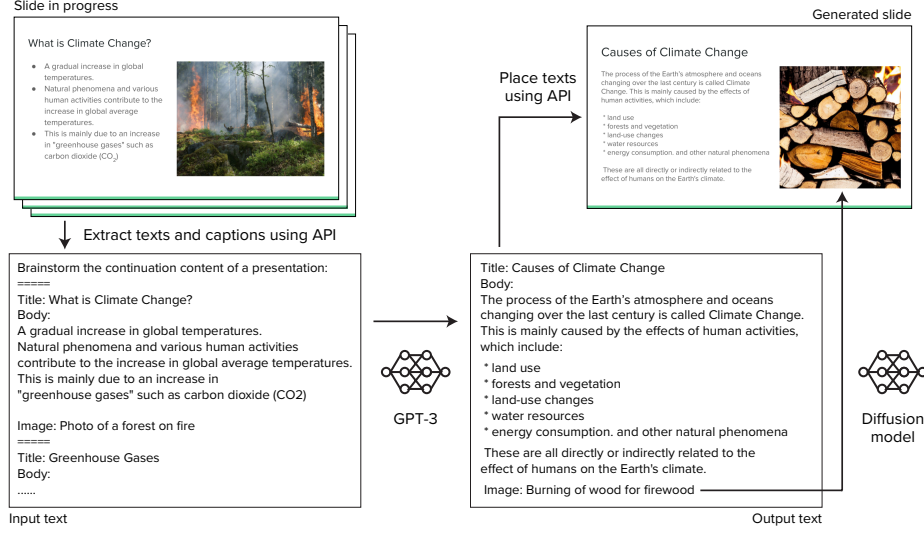 Slide in progress
What is Climate Change?
● A gradual increase in global
temperatures.
● Natural phenomena and various
human activities contribute to the
increase in global average
temperatures.
● This is mainly due to an increase
in "greenhouse gases" such as
carbon dioxide (CO2)
Extract texts and captions using API
Brainstorm the continuation content of a presentation:
=====
Title: What is Climate Change?
Body:
A gradual increase in global temperatures.
Natural phenomena and various human activities
contribute to the increase in global average temperatures.
This is mainly due to an increase in
"greenhouse gases" such as carbon dioxide (CO2)
Image: Photo of a forest on fire
=====
Title: Greenhouse Gases
Body:
......
Input text
GPT-3
Title: Causes of Climate Change
Body:
The process of the Earth's atmosphere and oceans
changing over the last century is called Climate Change.
This is mainly caused by the effects of human activities,
which include:
* land use
* forests and vegetation
* land-use changes
* water resources
* energy consumption. and other natural phenomena
These are all directly or indirectly related to the
effect of humans on the Earth's climate.
Image: Burning of wood for firewood
Output text
Place texts
using API
Diffusion
model
Generated slide
Causes of Climate Change
The process of the Earth's atmosphere and oceans
changing over the last century is called Climate
Change. This is mainly caused by the effects of
human activities, which include:
* land use
* forests and vegetation
* land-use changes
* water resources
* energy consumption. and other natural phenomena
These are all directly or indirectly related to the
effect of humans on the Earth's climate.